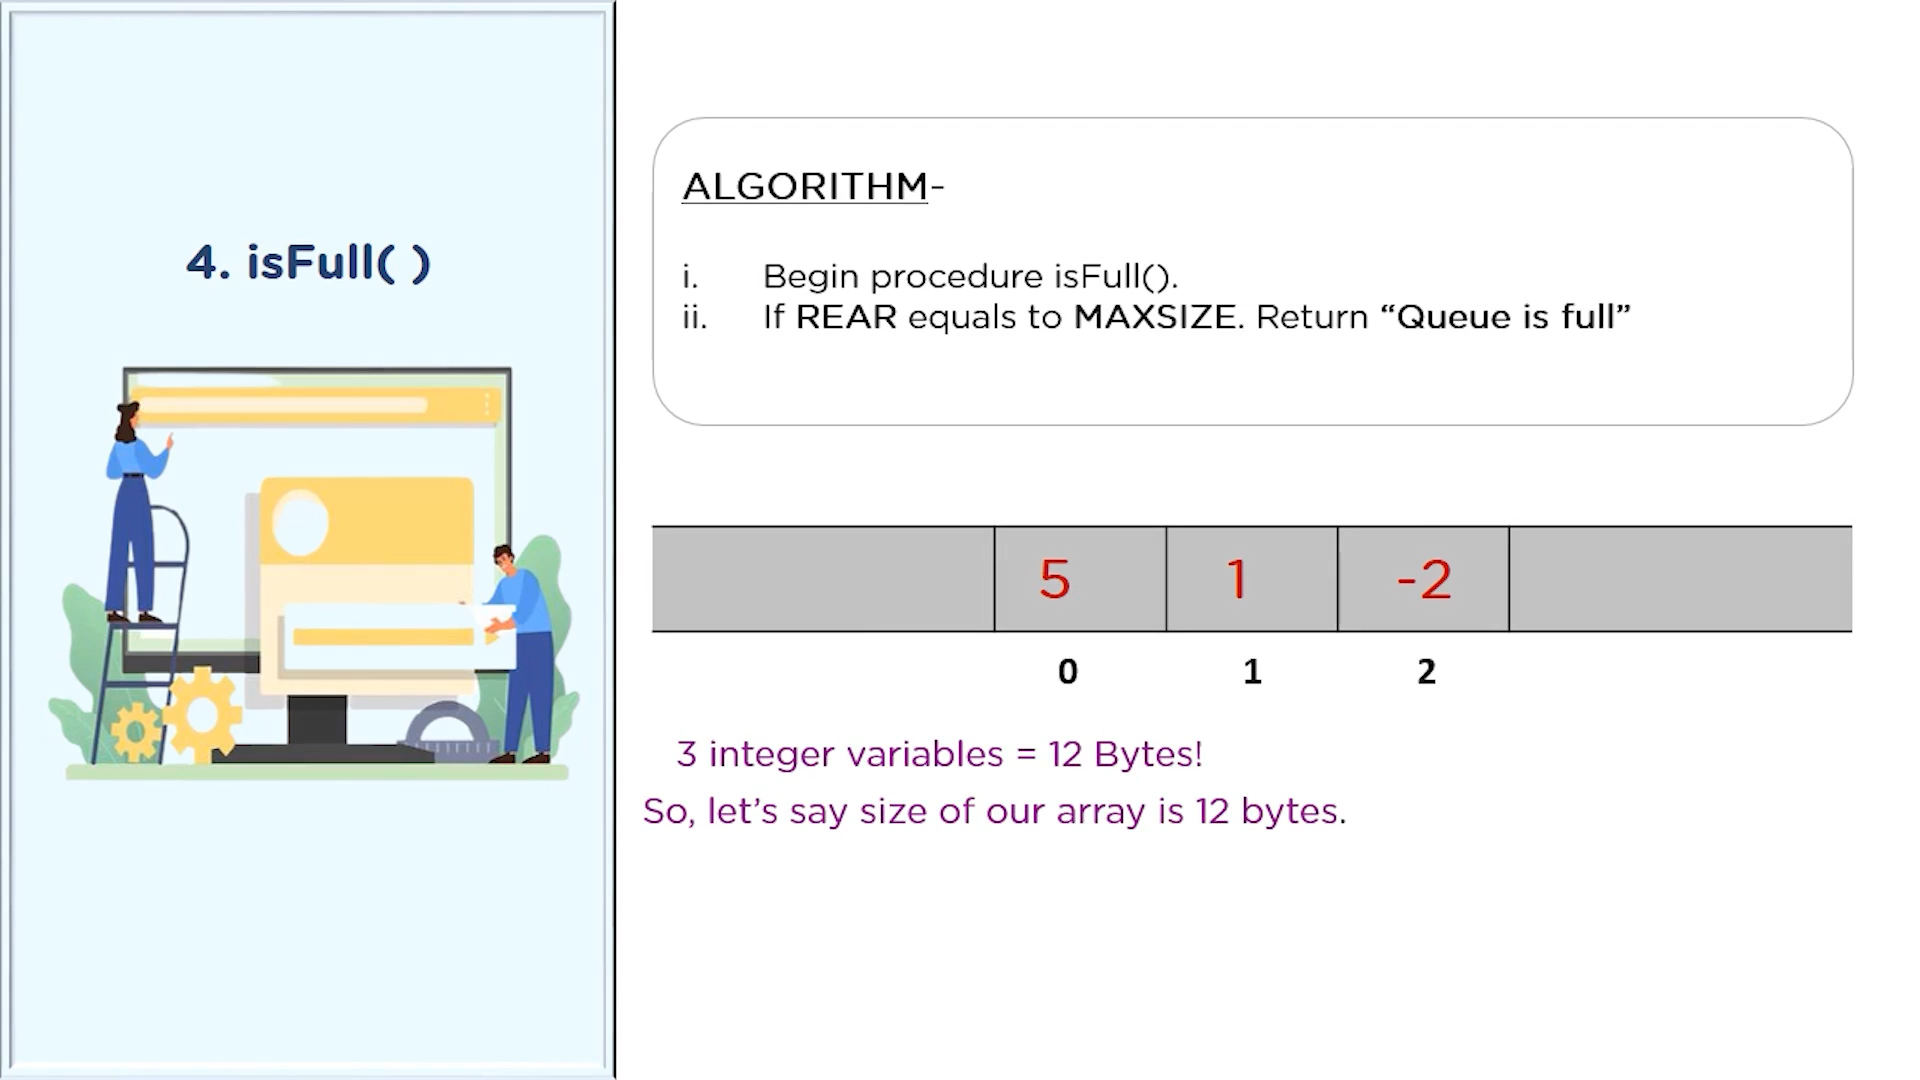 4. isFull( )
ALGORITHM-
i. Begin procedure isFull().
ii. If REAR equals to MAXSIZE. Return “Queue is full”
5 1 -2
0 1 2
3 integer variables = 12 Bytes!
So, let’s say size of our array is 12 bytes.